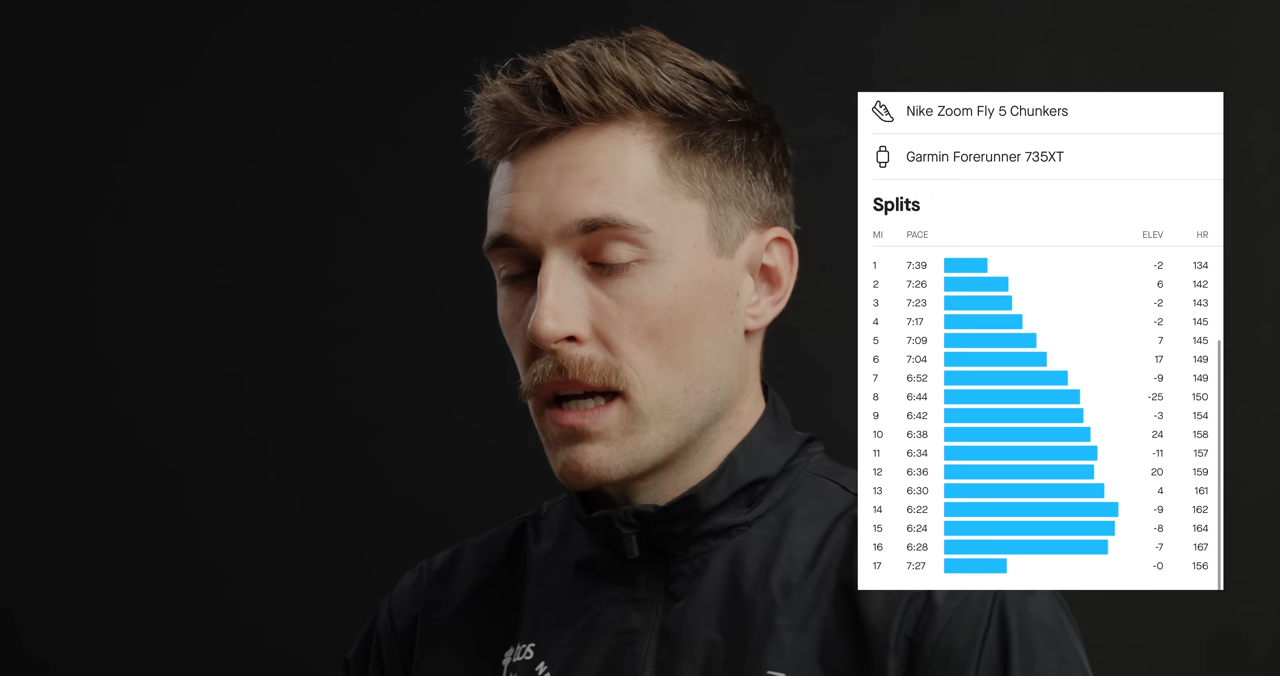 Nike Zoom Fly 5 Chunkers
Garmin Forerunner 735XT
Splits
MI PACE ELEV HR
1 7:39 -2 134
2 7:26 6 142
3 7:23 -2 143
4 7:17 -2 145
5 7:09 7 145
6 7:04 17 149
7 6:52 -9 149
8 6:44 -25 150
9 6:42 -3 154
10 6:38 24 158
11 6:34 -11 157
12 6:36 20 159
13 6:30 4 161
14 6:22 -9 162
15 6:24 -8 164
16 6:28 -7 167
17 7:27 -0 156